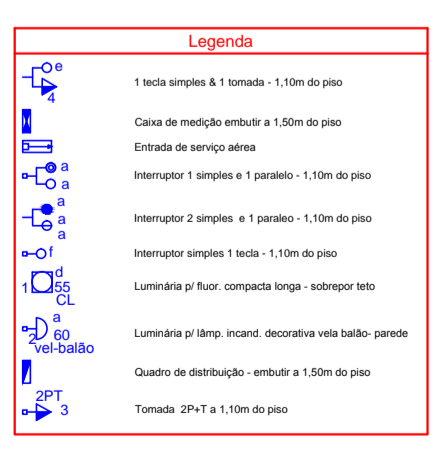 Legenda
e
4
1 tecla simples & 1 tomada - 1,10m do piso
Caixa de medição embutir a 1,50m do piso
Entrada de serviço aérea
a
a
Interruptor 1 simples e 1 paralelo - 1,10m do piso
a
a
a
Interruptor 2 simples e 1 paraleo - 1,10m do piso
f
Interruptor simples 1 tecla - 1,10m do piso
d
1 55
CL
Luminária p/ fluor. compacta longa - sobrepor teto
a
2 60
vel-balão
Luminária p/ lâmp. incand. decorativa vela balão- parede
Quadro de distribuição - embutir a 1,50m do piso
2PT
3
Tomada 2P+T a 1,10m do piso